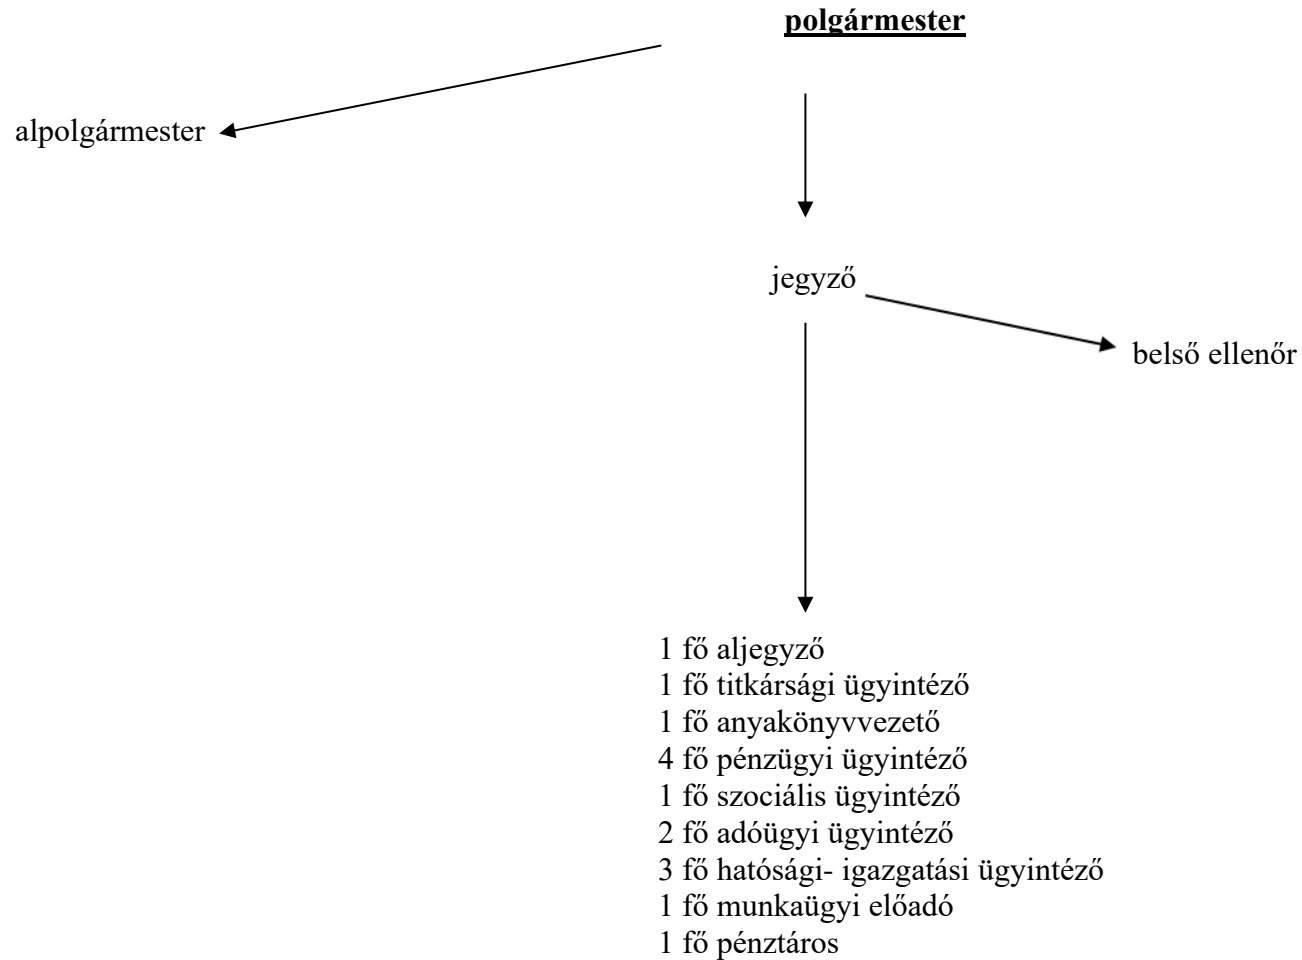 polgármester
alpolgármester
jegyző
belső ellenőr
1 fő aljegyző
1 fő titkársági ügyintéző
1 fő anyakönyvvezető
4 fő pénzügyi ügyintéző
1 fő szociális ügyintéző
2 fő adóügyi ügyintéző
3 fő hatósági- igazgatási ügyintéző
1 fő munkaügyi előadó
1 fő pénztáros